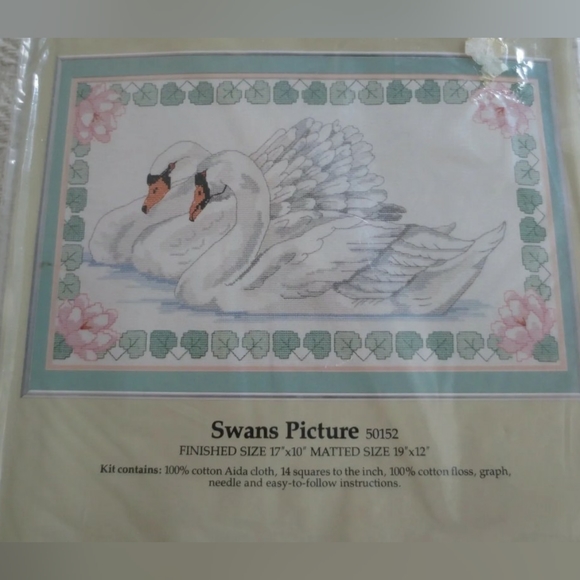 Swans Picture 50152
FINISHED SIZE 17"x10" MATTED SIZE 19"x12"
Kit contains: 100% cotton Aida cloth, 14 squares to the inch, 100% cotton floss, graph,
needle and easy-to-follow instructions.